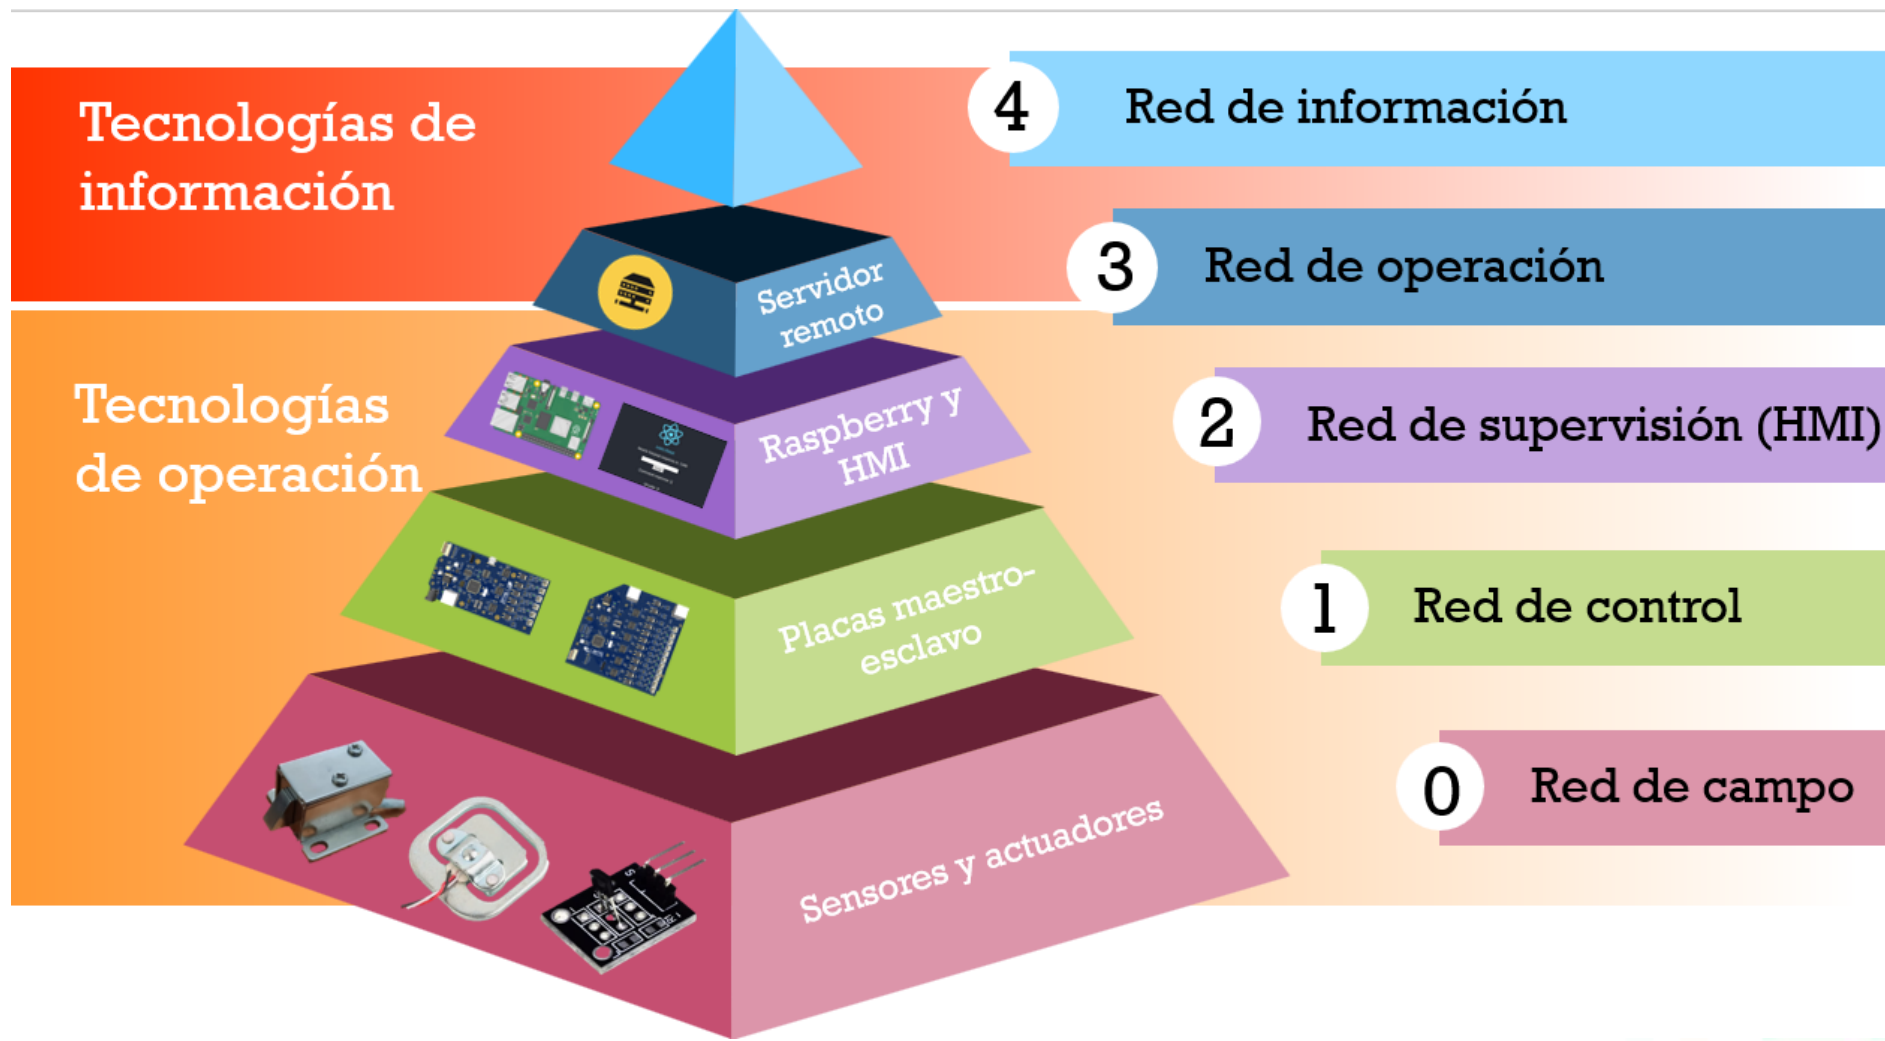 Tecnologías de
información
4
Red de información
3
Red de operación
Servidor
remoto
Tecnologías
de operación
2
Red de supervisión (HMI)
Raspberry y
HMI
1
Red de control
Placas maestro-
esclavo
0
Red de campo
Sensores y actuadores